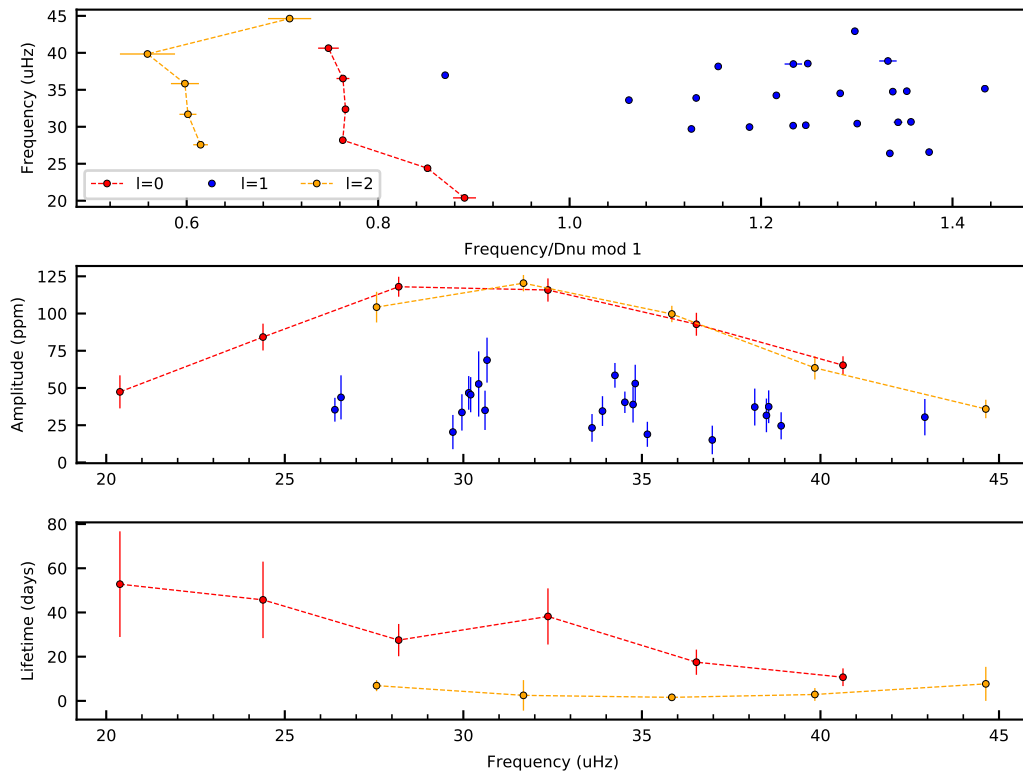 45
40
35
30
25
20
Frequency (uHz)
l=0 l=1 l=2
0.6 0.8 1.0 1.2 1.4
Frequency/Dnu mod 1
125
100
75
50
25
0
Amplitude (ppm)
20 25 30 35 40 45
80
60
40
20
0
Lifetime (days)
20 25 30 35 40 45
Frequency (uHz)